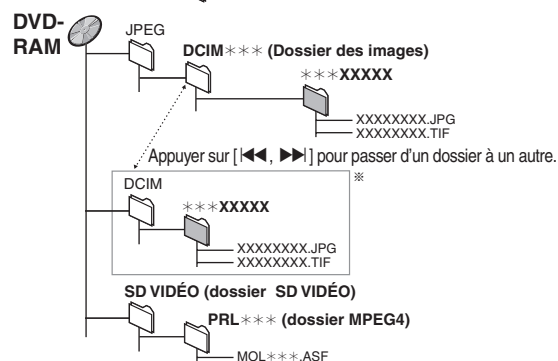 DVD-
RAM
JPEG
DCIM*** (Dossier des images)
***XXXXX
XXXXXXXX.JPG
XXXXXXXX.TIF
Appuyer sur [⏮, ⏭] pour passer d'un dossier à un autre.
※
DCIM
***XXXXX
XXXXXXXX.JPG
XXXXXXXX.TIF
SD VIDÉO (dossier SD VIDÉO)
PRL*** (dossier MPEG4)
MOL***.ASF